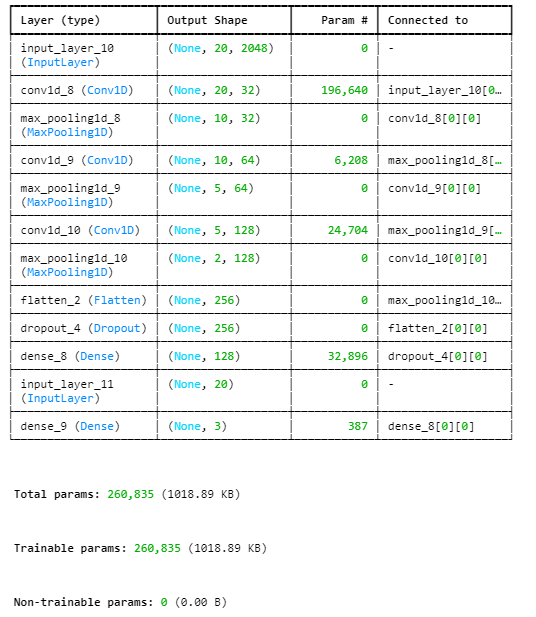 Layer (type) Output Shape Param # Connected to
input_layer_10 (None, 20, 2048) 0 -
(InputLayer)
conv1d_8 (Conv1D) (None, 20, 32) 196,640 input_layer_10[0…
max_pooling1d_8 (None, 10, 32) 0 conv1d_8[0][0]
(MaxPooling1D)
conv1d_9 (Conv1D) (None, 10, 64) 6,208 max_pooling1d_8[…
max_pooling1d_9 (None, 5, 64) 0 conv1d_9[0][0]
(MaxPooling1D)
conv1d_10 (Conv1D) (None, 5, 128) 24,704 max_pooling1d_9[…
max_pooling1d_10 (None, 2, 128) 0 conv1d_10[0][0]
(MaxPooling1D)
flatten_2 (Flatten) (None, 256) 0 max_pooling1d_10…
dropout_4 (Dropout) (None, 256) 0 flatten_2[0][0]
dense_8 (Dense) (None, 128) 32,896 dropout_4[0][0]
input_layer_11 (None, 20) 0 -
(InputLayer)
dense_9 (Dense) (None, 3) 387 dense_8[0][0]
Total params: 260,835 (1018.89 KB)
Trainable params: 260,835 (1018.89 KB)
Non-trainable params: 0 (0.00 B)